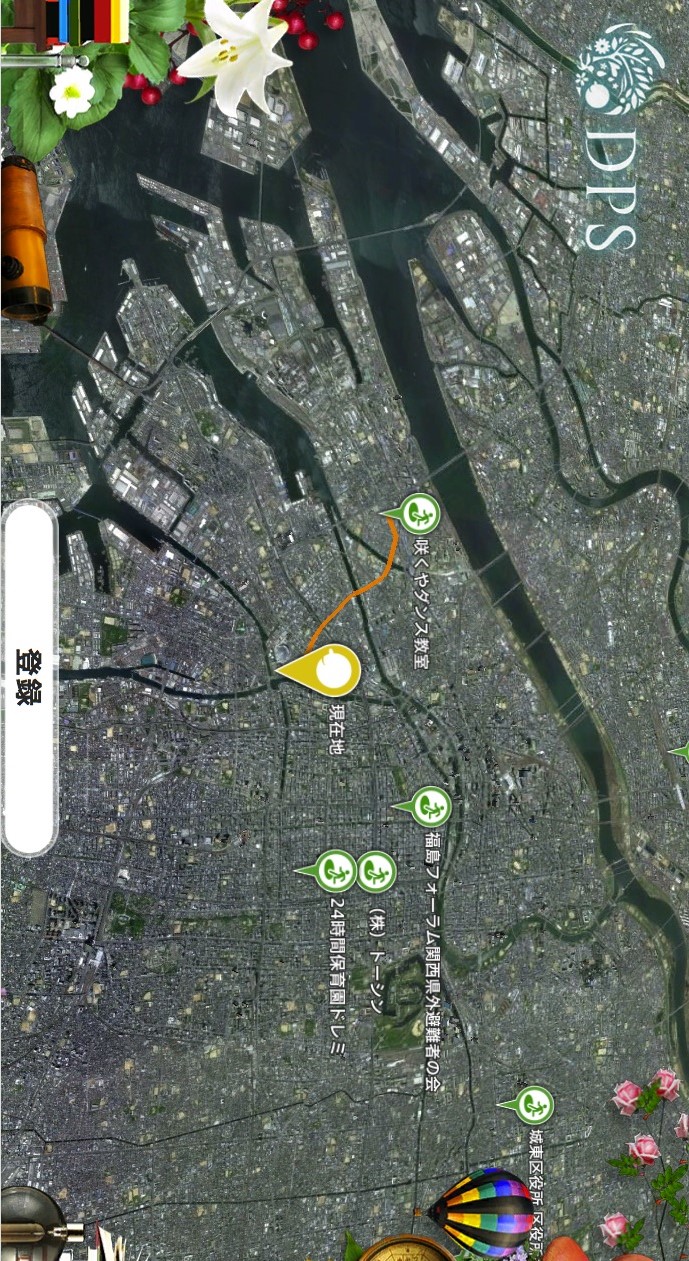 DPS
咲くやダンス教室
現在地
福島フォーラム関西県外避難者の会
(株)トーシン
24時間保育園ドレミ
城東区役所 区役所
登録